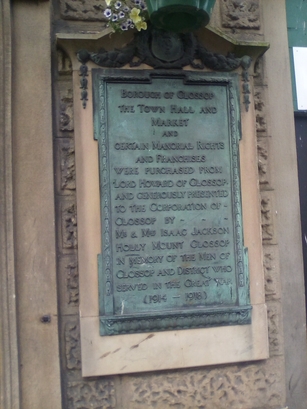 Borough of Glossop
The Town Hall and
Market
and
certain Manorial Rights
and Franchises
were purchased from
Lord Howard of Glossop
and generously presented
to the Corporation of -
Glossop by - - -
Mr & Mrs Isaac Jackson
Holly Mount Glossop
in memory of the Men of
Glossop and District who
served in the Great War
(1914 - 1918)